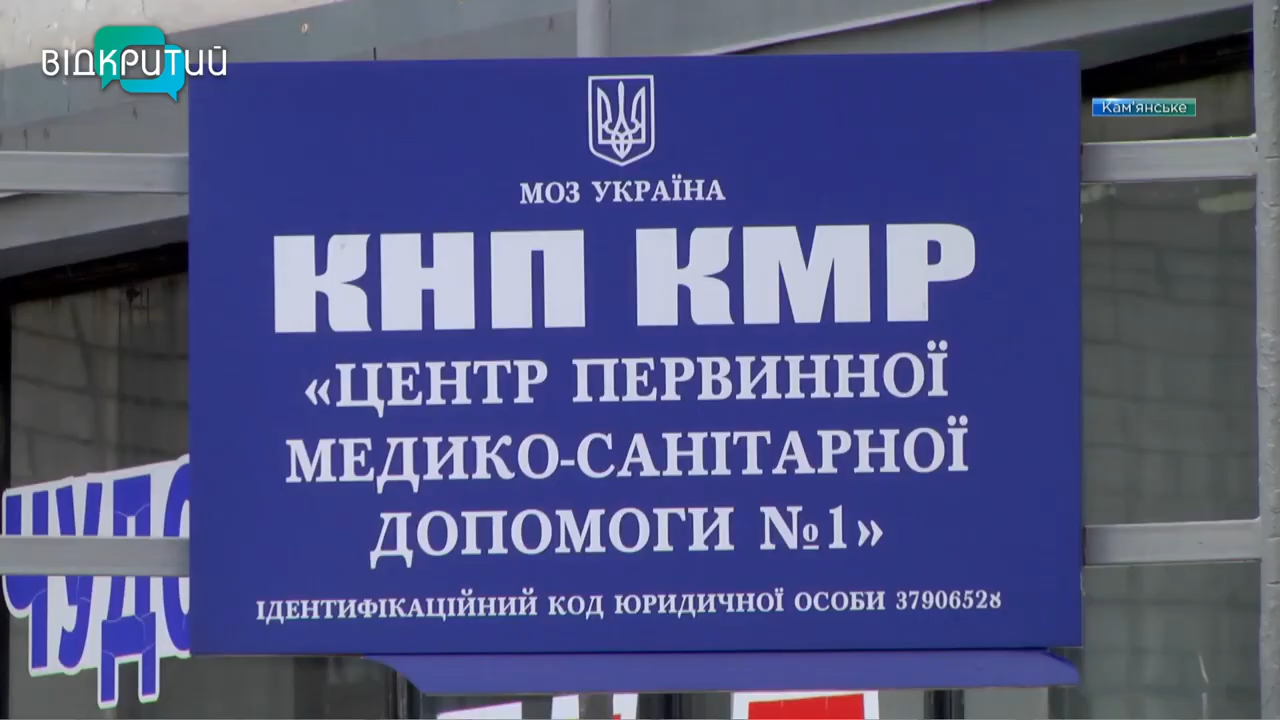 ВІДКРИТИЙ
Кам'янське
МОЗ УКРАЇНА
КНП КМР
«ЦЕНТР ПЕРВИННОЇ
МЕДИКО-САНІТАРНОЇ
ДОПОМОГИ №1»
ІДЕНТИФІКАЦІЙНИЙ КОД ЮРИДИЧНОЇ ОСОБИ 37906528